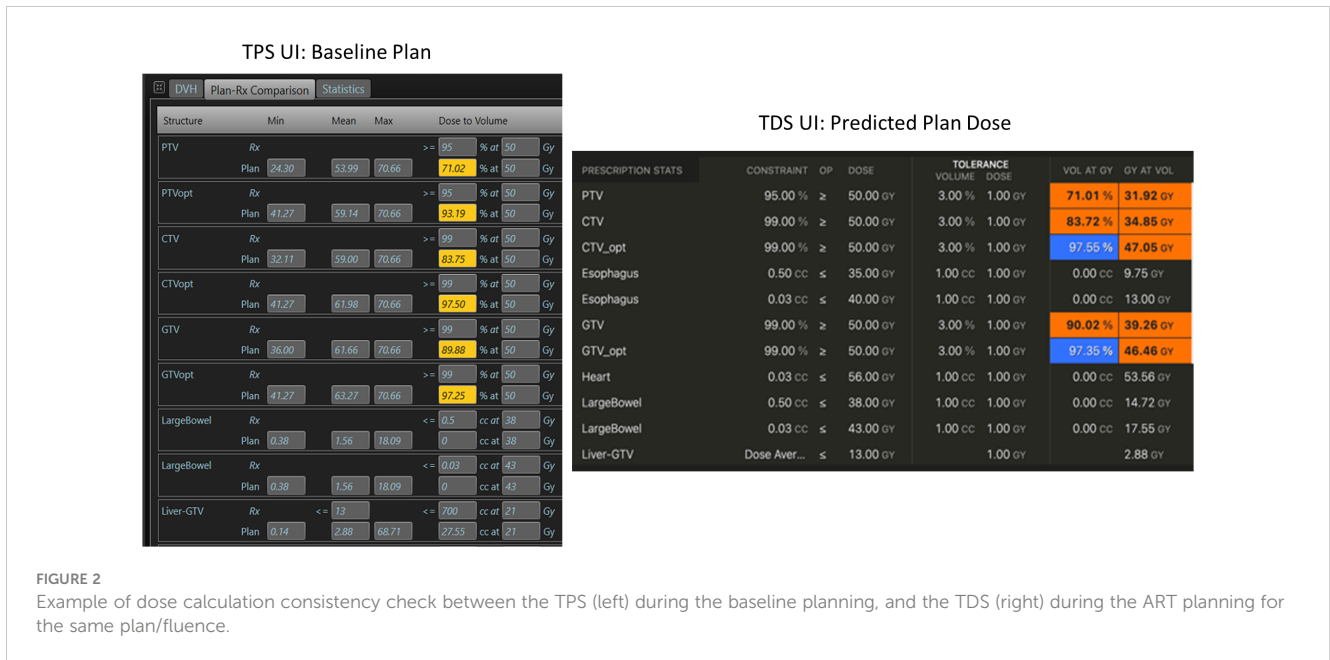 TPS UI: Baseline Plan
DVH Plan-Rx Comparison Statistics
Structure Min Mean Max Dose to Volume
PTV Rx >= 95 % at 50 Gy
Plan 24.30 53.99 70.66 71.02 % at 50 Gy
PTVopt Rx >= 95 % at 50 Gy
Plan 41.27 59.14 70.66 93.19 % at 50 Gy
CTV Rx >= 99 % at 50 Gy
Plan 32.11 59.00 70.66 83.75 % at 50 Gy
CTVopt Rx >= 99 % at 50 Gy
Plan 41.27 61.98 70.66 97.50 % at 50 Gy
GTV Rx >= 99 % at 50 Gy
Plan 36.00 61.66 70.66 89.88 % at 50 Gy
GTVopt Rx >= 99 % at 50 Gy
Plan 41.27 63.27 70.66 97.25 % at 50 Gy
LargeBowel Rx <= 0.5 cc at 38 Gy
Plan 0.38 1.56 18.09 0 cc at 38 Gy
LargeBowel Rx <= 0.03 cc at 43 Gy
Plan 0.38 1.56 18.09 0 cc at 43 Gy
Liver-GTV Rx <= 13 <= 700 cc at 21 Gy
Plan 0.14 2.88 68.71 27.55 cc at 21 Gy
TDS UI: Predicted Plan Dose
TOLERANCE
PRESCRIPTION STATS CONSTRAINT OP DOSE VOLUME DOSE VOL AT GY GY AT VOL
PTV 95.00 % ≥ 50.00 GY 3.00 % 1.00 GY 71.01 % 31.92 GY
CTV 99.00 % ≥ 50.00 GY 3.00 % 1.00 GY 83.72 % 34.85 GY
CTV_opt 99.00 % ≥ 50.00 GY 3.00 % 1.00 GY 97.55 % 47.05 GY
Esophagus 0.50 CC ≤ 35.00 GY 1.00 CC 1.00 GY 0.00 CC 9.75 GY
Esophagus 0.03 CC ≤ 40.00 GY 1.00 CC 1.00 GY 0.00 CC 13.00 GY
GTV 99.00 % ≥ 50.00 GY 3.00 % 1.00 GY 90.02 % 39.26 GY
GTV_opt 99.00 % ≥ 50.00 GY 3.00 % 1.00 GY 97.35 % 46.46 GY
Heart 0.03 CC ≤ 56.00 GY 1.00 CC 1.00 GY 0.00 CC 53.56 GY
LargeBowel 0.50 CC ≤ 38.00 GY 1.00 CC 1.00 GY 0.00 CC 14.72 GY
LargeBowel 0.03 CC ≤ 43.00 GY 1.00 CC 1.00 GY 0.00 CC 17.55 GY
Liver-GTV Dose Aver... ≤ 13.00 GY 1.00 GY 2.88 GY
FIGURE 2
Example of dose calculation consistency check between the TPS (left) during the baseline planning, and the TDS (right) during the ART planning for
the same plan/fluence.